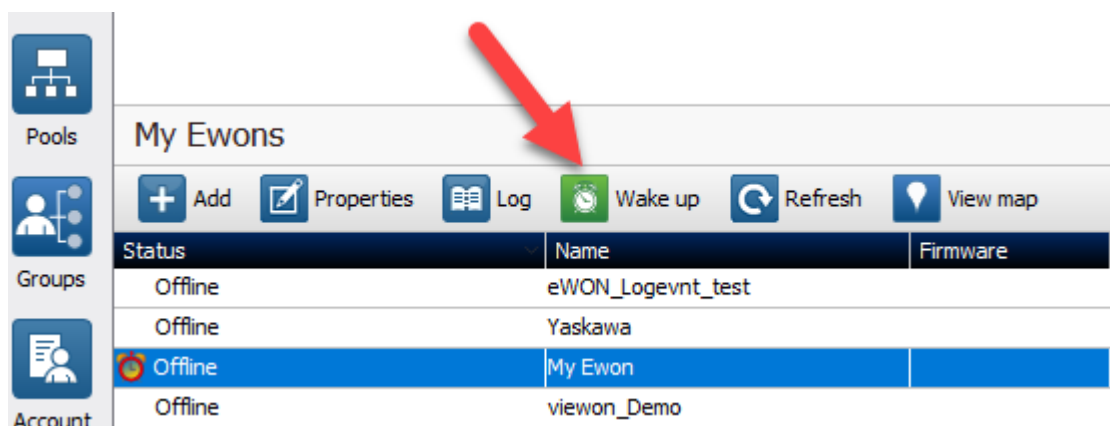 Pools
My Ewons
Add Properties Log Wake up Refresh View map
Status Name Firmware
Groups
Offline eWON_Logevnt_test
Offline Yaskawa
Offline My Ewon
Offline viewon_Demo
Account